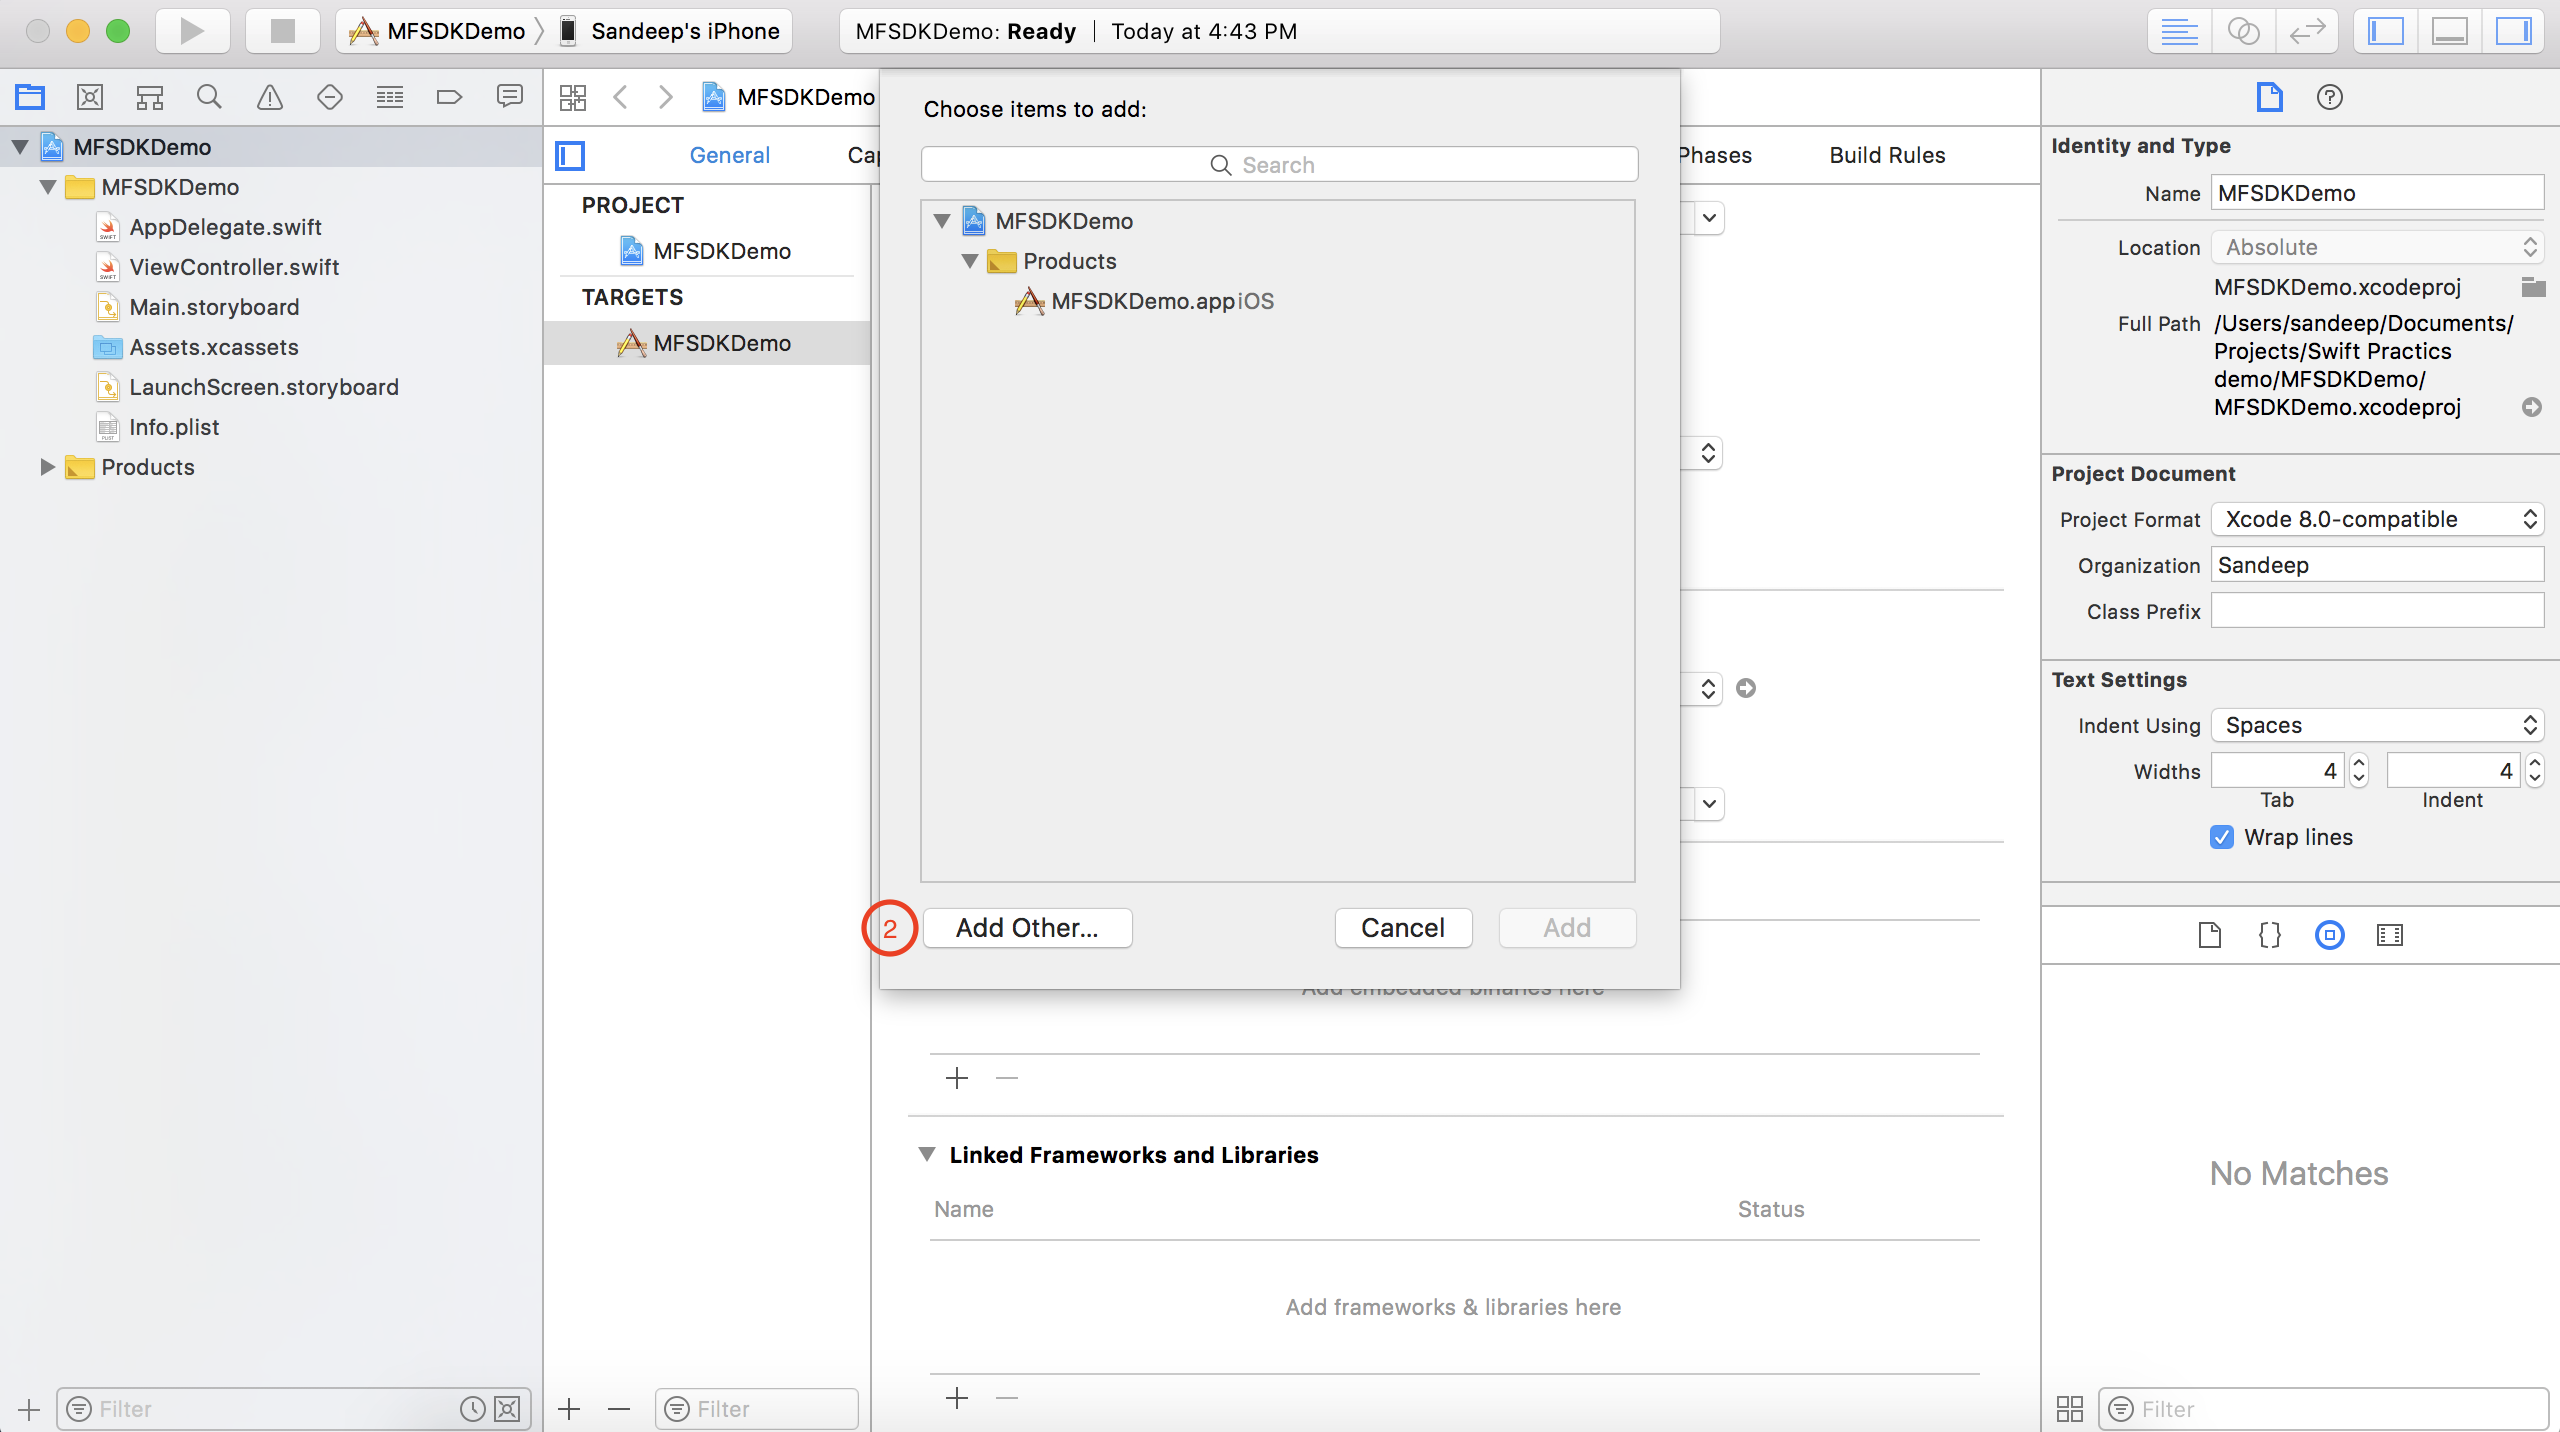 MFSDKDemo Sandeep's iPhone
MFSDKDemo: Ready Today at 4:43 PM
MFSDKDemo
MFSDKDemo
AppDelegate.swift
ViewController.swift
Main.storyboard
Assets.xcassets
LaunchScreen.storyboard
Info.plist
Products
Filter
MFSDKDemo
General
Phases
Build Rules
PROJECT
MFSDKDemo
TARGETS
MFSDKDemo
Filter
Choose items to add:
Search
MFSDKDemo
Products
MFSDKDemo.app iOS
2
Add Other...
Cancel
Add
Add embedded binaries here
Linked Frameworks and Libraries
Name Status
Add frameworks & libraries here
Identity and Type
Name MFSDKDemo
Location Absolute
MFSDKDemo.xcodeproj
Full Path /Users/sandeep/Documents/
Projects/Swift Practics
demo/MFSDKDemo/
MFSDKDemo.xcodeproj
Project Document
Project Format Xcode 8.0-compatible
Organization Sandeep
Class Prefix
Text Settings
Indent Using Spaces
Widths 4 4
Tab Indent
Wrap lines
No Matches
Filter